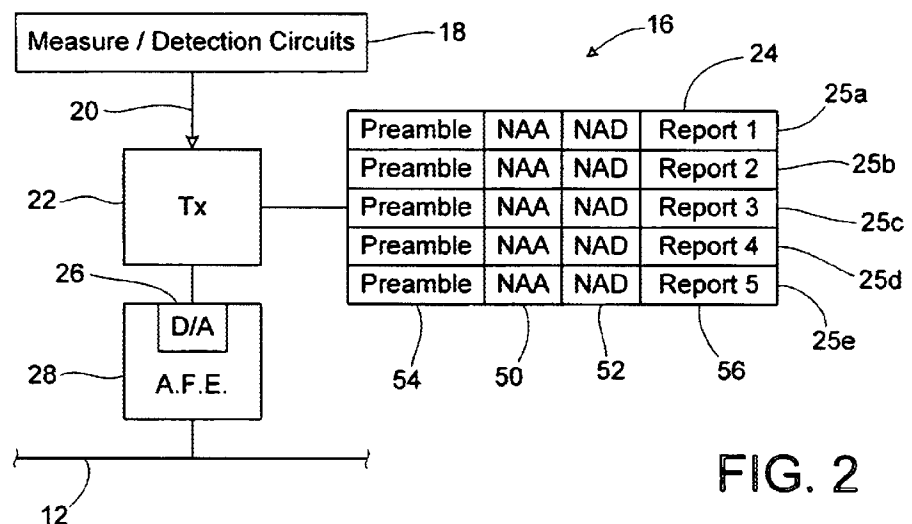 Measure / Detection Circuits
18
16
20
24
25a
Preamble NAA NAD Report 1
Preamble NAA NAD Report 2
25b
22
Tx
Preamble NAA NAD Report 3
25c
Preamble NAA NAD Report 4
25d
26
Preamble NAA NAD Report 5
D/A
25e
28
A.F.E.
54
50
52
56
12
FIG. 2